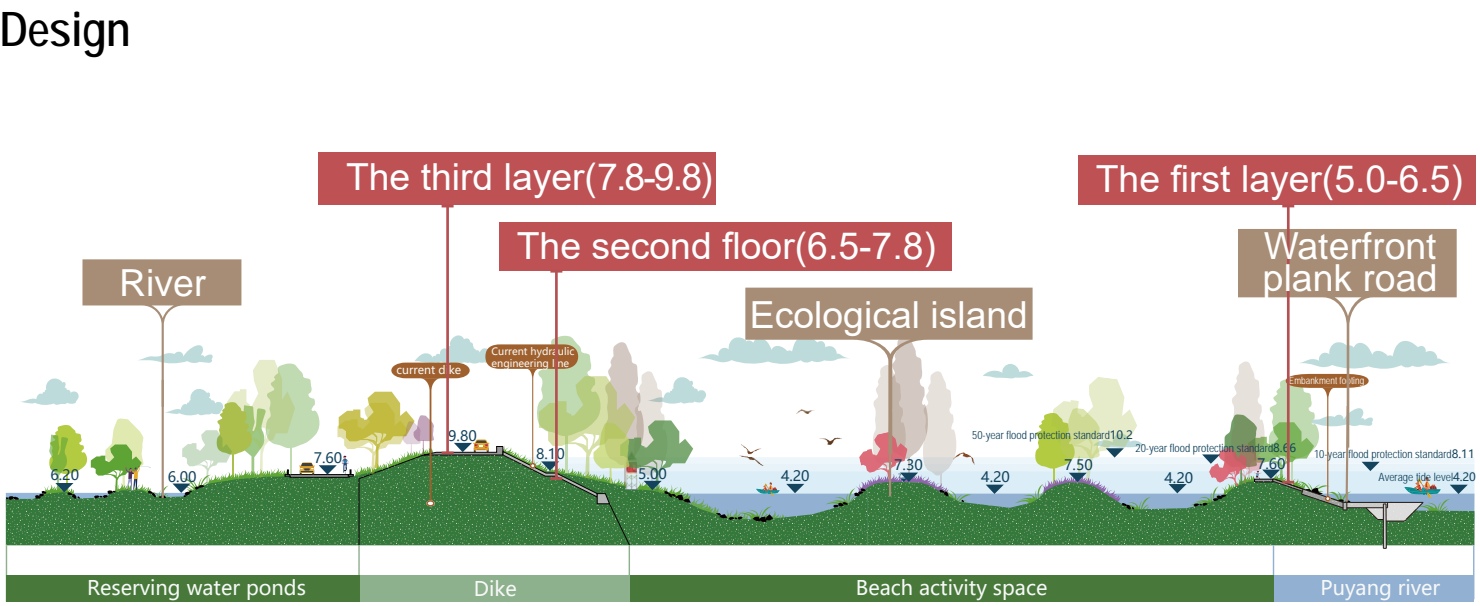 Design
The third layer(7.8-9.8)
The first layer(5.0-6.5)
The second floor(6.5-7.8)
Waterfront
plank road
River
Ecological island
Current hydraulic
engineering line
current dike
Embankment footing
9.80
50-year flood protection standard10.2
20-year flood protection standard8.66
8.10
7.60
10-year flood protection standard8.11
7.30
7.50
7.60
6.20
6.00
5.00
4.20
4.20
4.20
Average tide level4.20
Reserving water ponds
Dike
Beach activity space
Puyang river